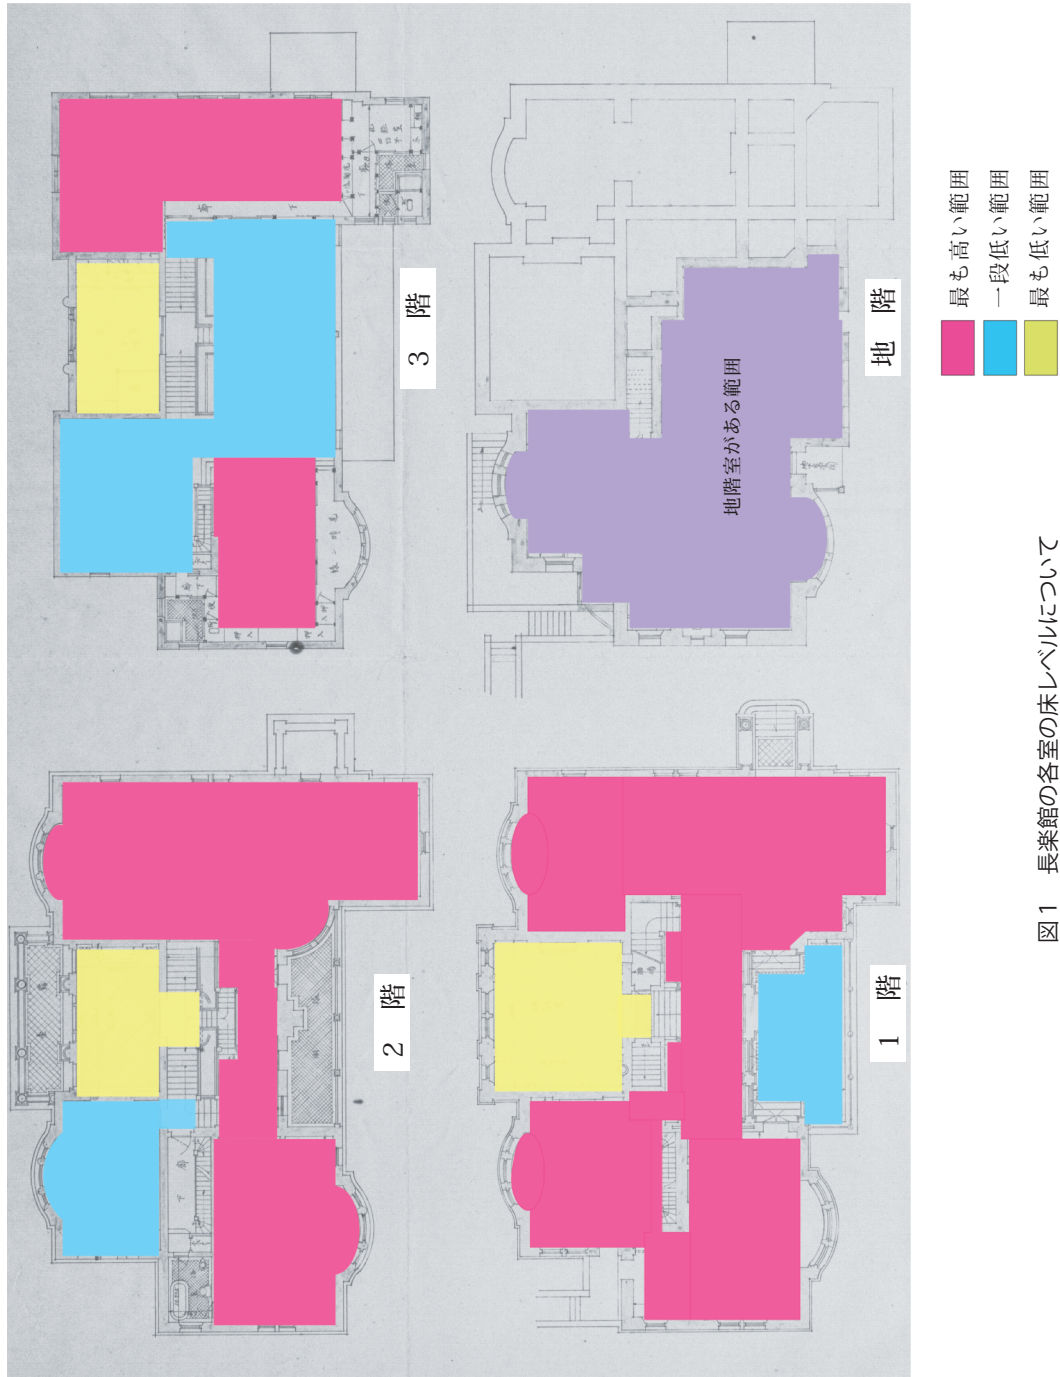 3 階
地 階
地階室がある範囲
2 階
1 階
最も高い範囲
一段低い範囲
最も低い範囲
図1 長楽館の各室の床レベルについて